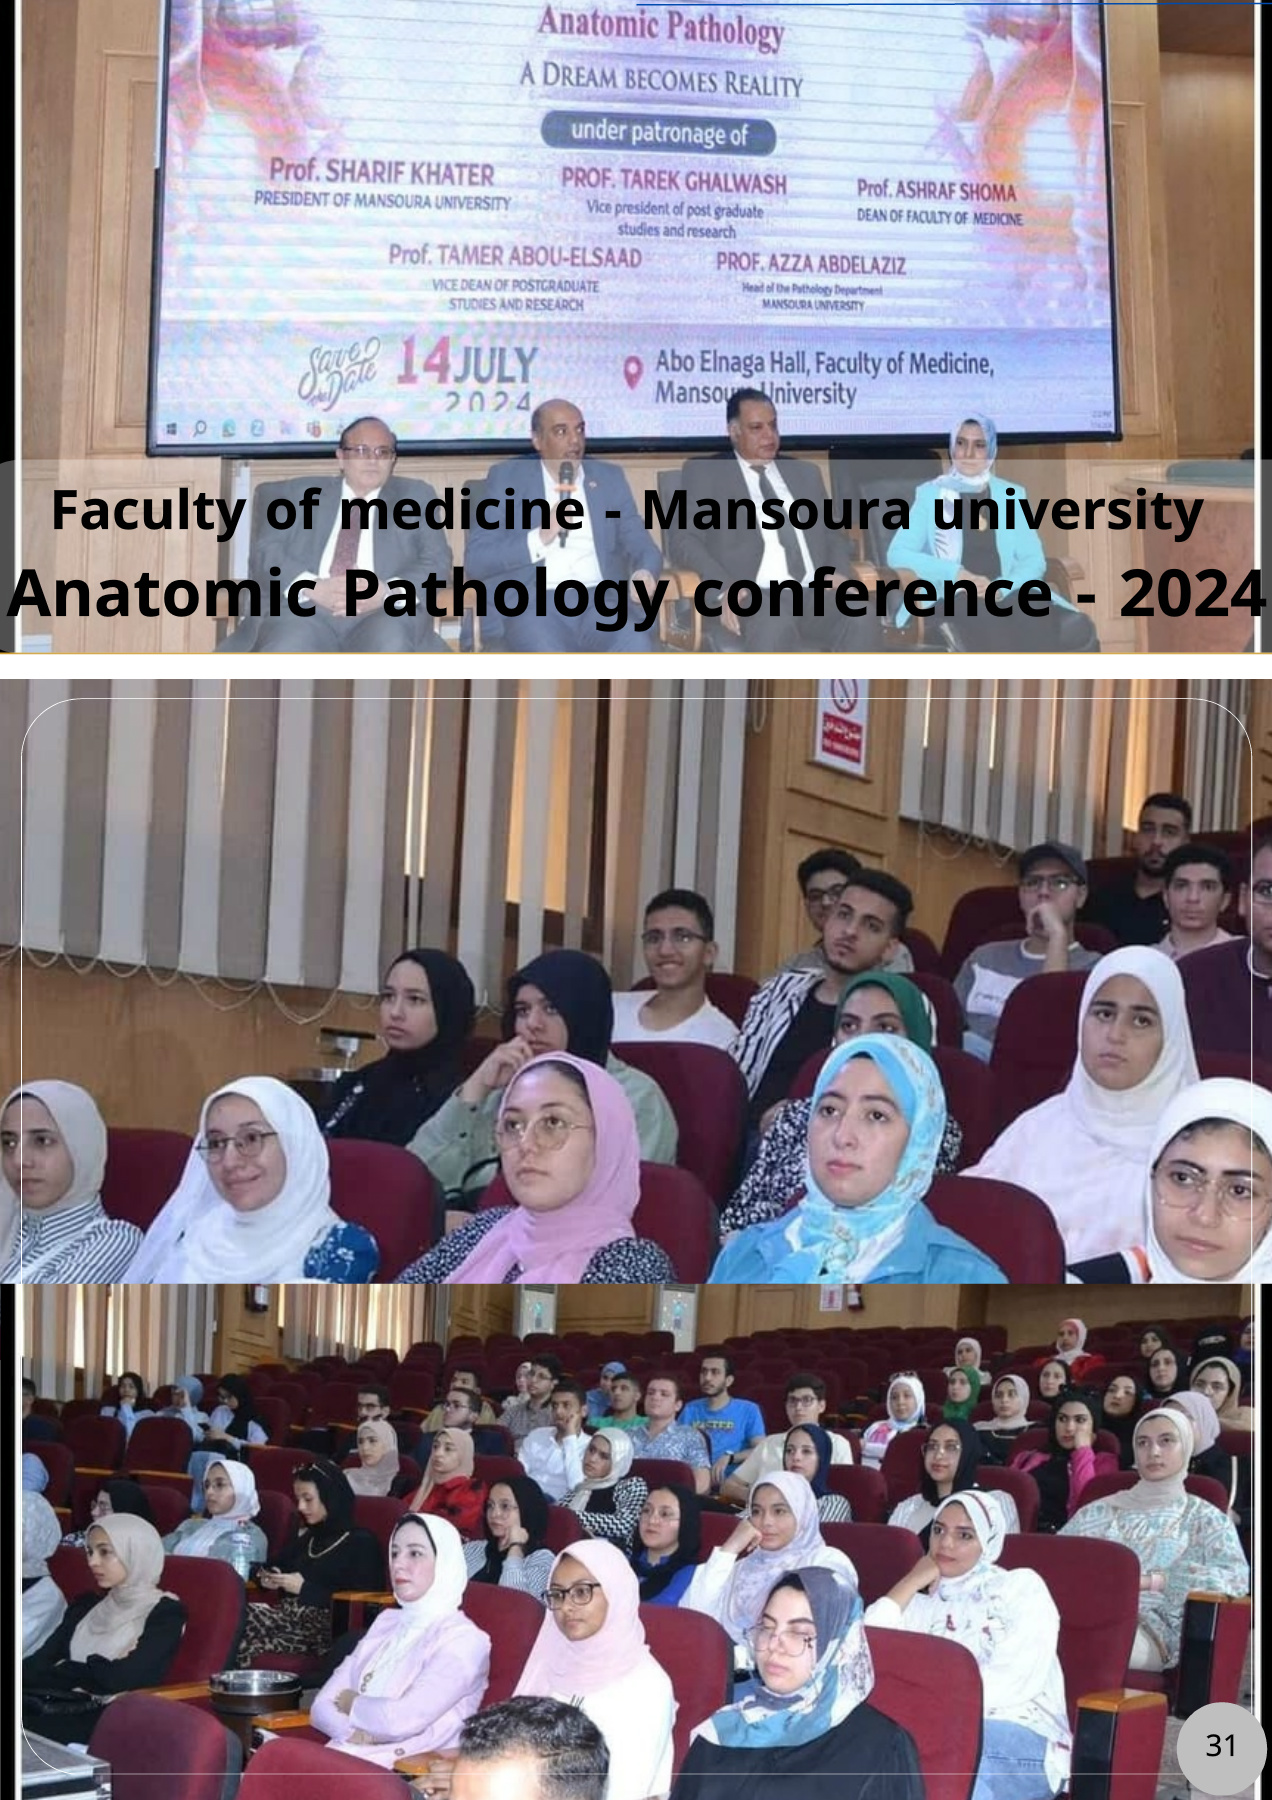 Anatomic Pathology
A DREAM BECOMES REALITY
under patronage of
Prof. SHARIF KHATER
PRESIDENT OF MANSOURA UNIVERSITY
PROF. TAREK GHALWASH
Vice president of post graduate
studies and research
Prof. ASHRAF SHOMA
DEAN OF FACULTY OF MEDICINE
Prof. TAMER ABOU-ELSAAD
VICE DEAN OF POSTGRADUATE
STUDIES AND RESEARCH
PROF. AZZA ABDELAZIZ
Head of the Pathology Department
MANSOURA UNIVERSITY
Save the Date
14 JULY
2024
Abo Elnaga Hall, Faculty of Medicine,
Mansoura University
Faculty of medicine - Mansoura university
Anatomic Pathology conference - 2024
31